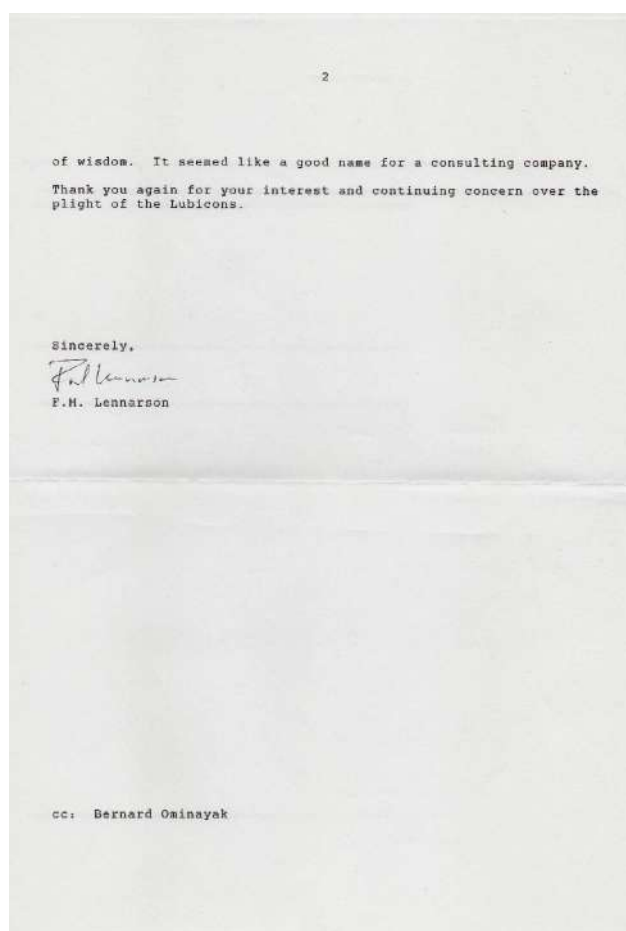 2
of wisdom. It seemed like a good name for a consulting company.
Thank you again for your interest and continuing concern over the
plight of the Lubicons.
Sincerely,
F.M. Lennarson
cc: Bernard Ominayak